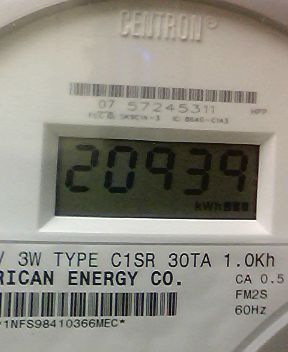 CENTRON®
07 57245311
20939
kWh
V 3W TYPE C1SR 30TA 1.0Kh
RICAN ENERGY CO.
CA 0.5
FM2S
60Hz
*1NFS98410366MEC*